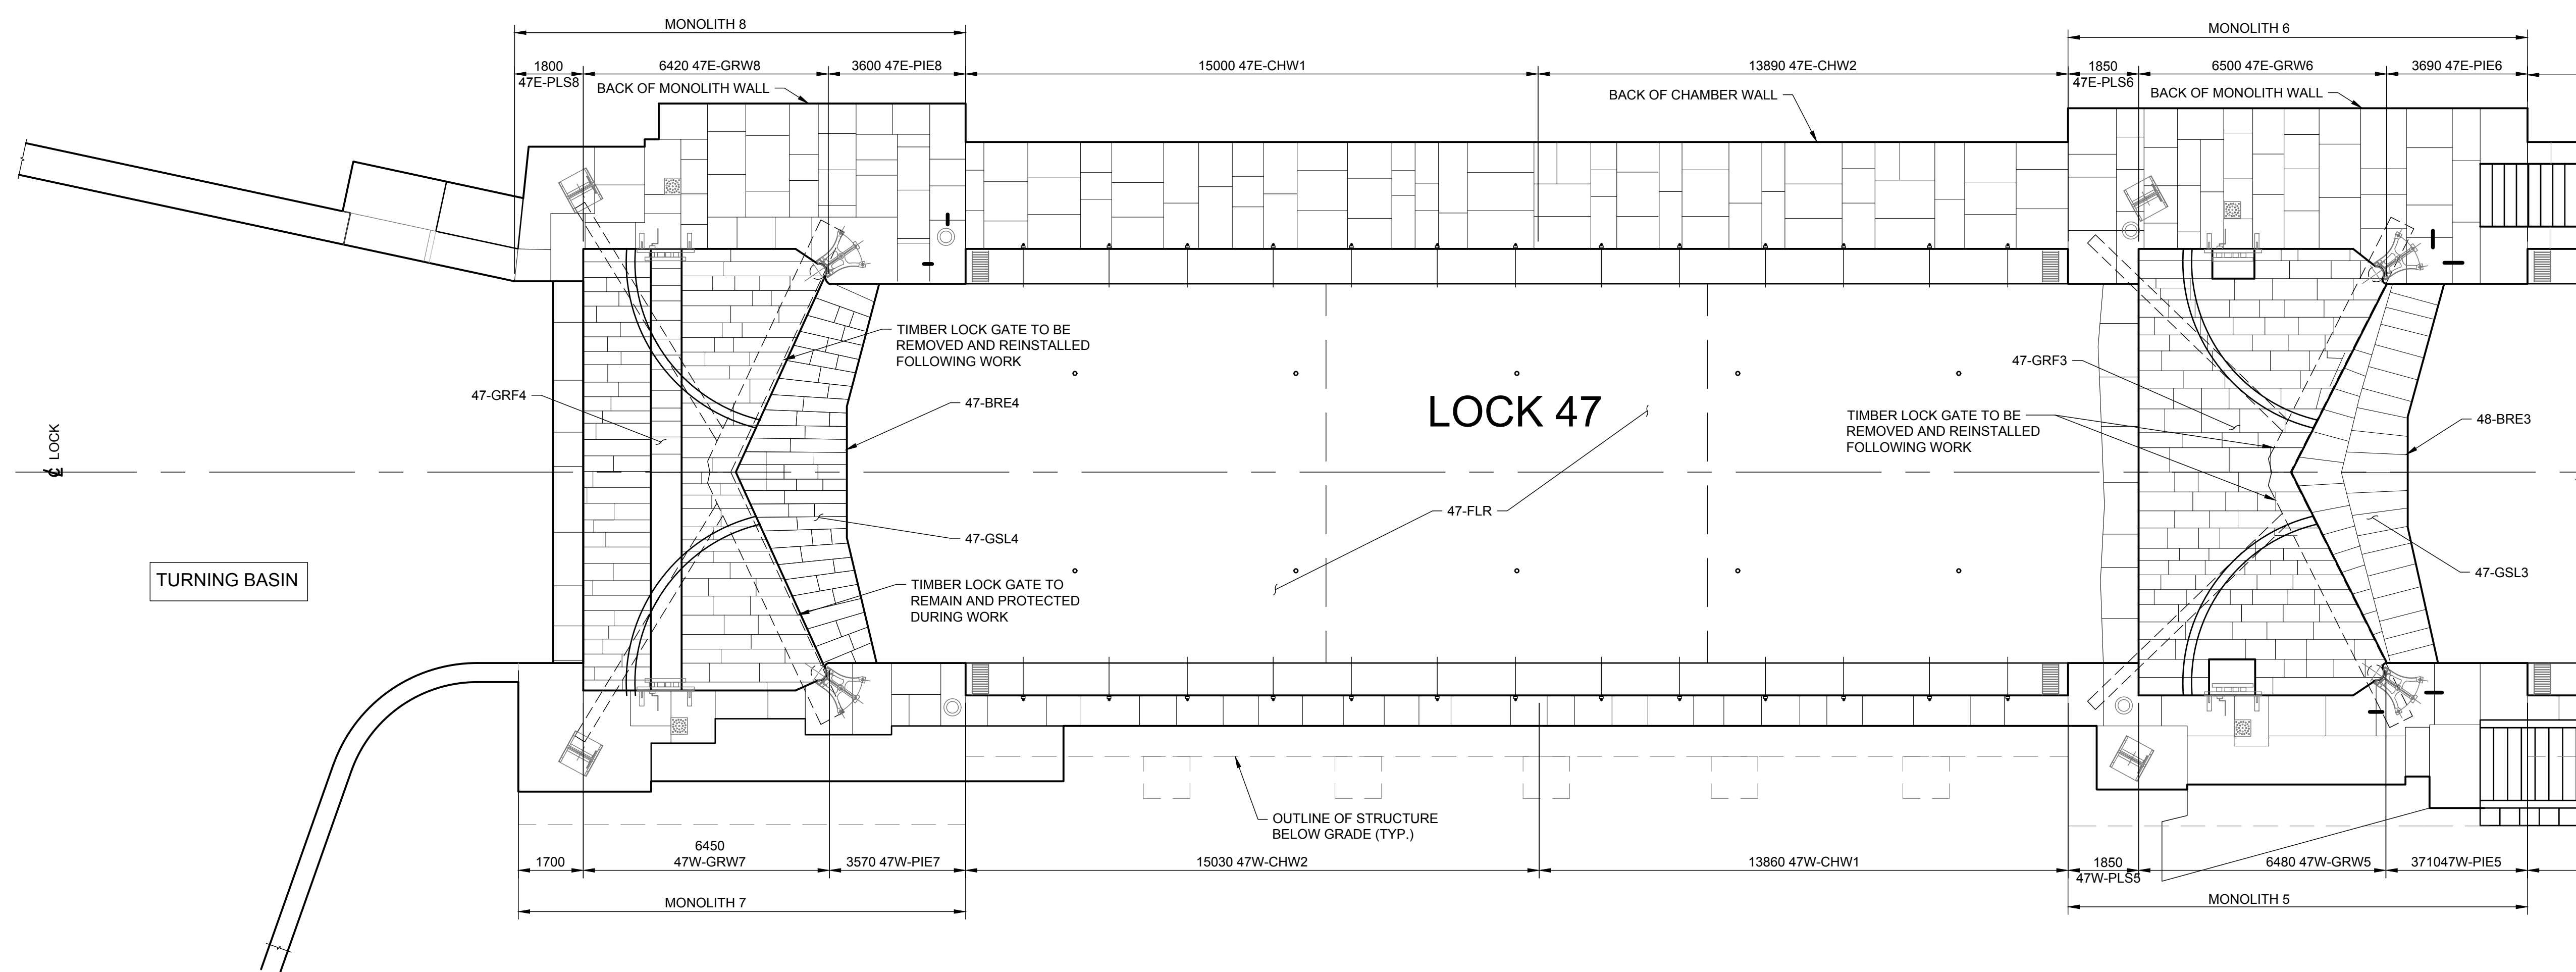 MONOLITH 8
MONOLITH 6
1800
47E-PLS8
6420 47E-GRW8
3600 47E-PIE8
15000 47E-CHW1
13890 47E-CHW2
1850
47E-PLS6
6500 47E-GRW6
3690 47E-PIE6
BACK OF MONOLITH WALL
BACK OF CHAMBER WALL
BACK OF MONOLITH WALL
TIMBER LOCK GATE TO BE
REMOVED AND REINSTALLED
FOLLOWING WORK
47-GRF4
47-BRE4
LOCK 47
47-GRF3
TIMBER LOCK GATE TO BE
REMOVED AND REINSTALLED
FOLLOWING WORK
48-BRE3
℄ LOCK
47-FLR
47-GSL4
47-GSL3
TURNING BASIN
TIMBER LOCK GATE TO
REMAIN AND PROTECTED
DURING WORK
OUTLINE OF STRUCTURE
BELOW GRADE (TYP.)
1700
6450
47W-GRW7
3570 47W-PIE7
15030 47W-CHW2
13860 47W-CHW1
1850
47W-PLS5
6480 47W-GRW5
371047W-PIE5
MONOLITH 7
MONOLITH 5